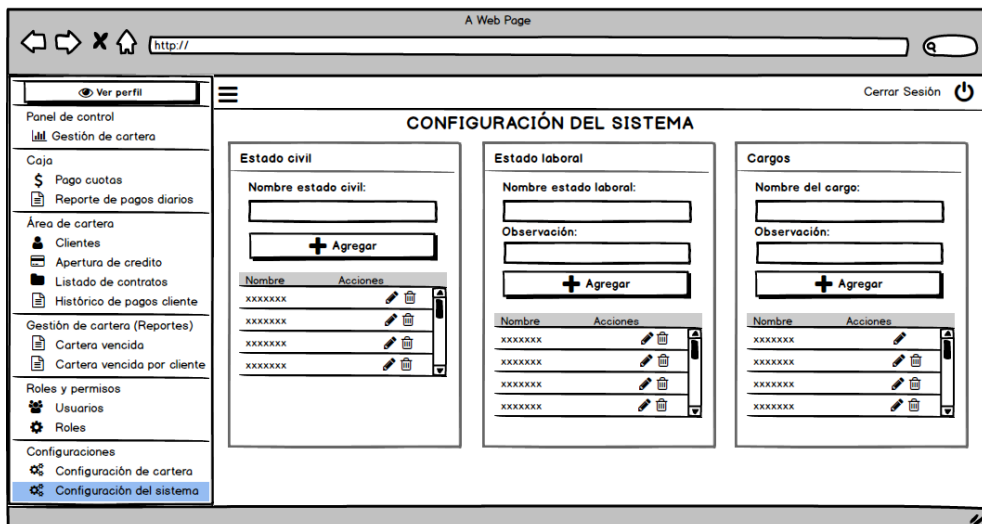 A Web Page
http://
Ver perfil
Cerrar Sesión
Panel de control
Gestión de cartera
Caja
$ Pago cuotas
Reporte de pagos diarios
Área de cartera
Clientes
Apertura de credito
Listado de contratos
Histórico de pagos cliente
Gestión de cartera (Reportes)
Cartera vencida
Cartera vencida por cliente
Roles y permisos
Usuarios
Roles
Configuraciones
Configuración de cartera
Configuración del sistema
CONFIGURACIÓN DEL SISTEMA
Estado civil
Nombre estado civil:
Agregar
Nombre Acciones
xxxxxxx
xxxxxxx
xxxxxxx
xxxxxxx
Estado laboral
Nombre estado laboral:
Observación:
Agregar
Nombre Acciones
xxxxxxx
xxxxxxx
xxxxxxx
xxxxxxx
Cargos
Nombre del cargo:
Observación:
Agregar
Nombre Acciones
xxxxxxx
xxxxxxx
xxxxxxx
xxxxxxx